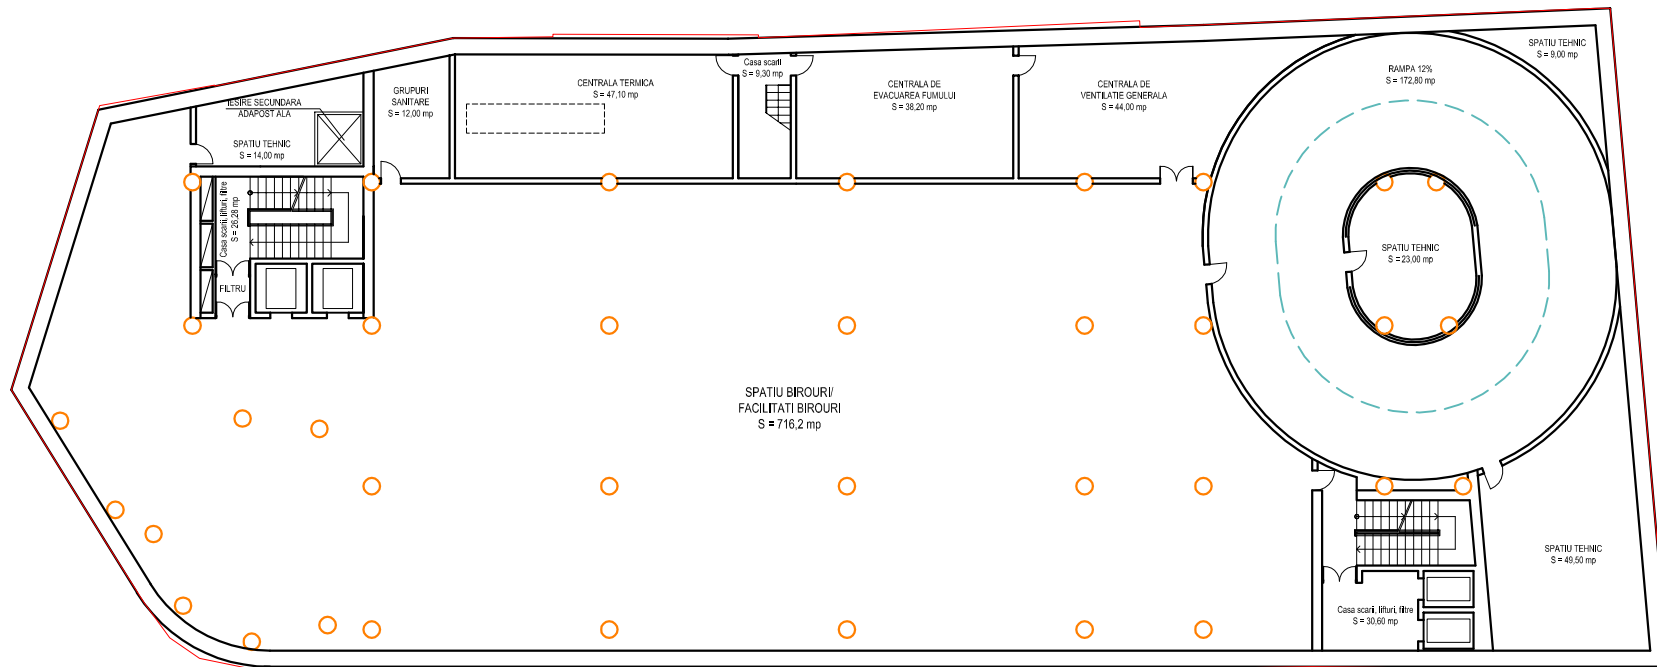 SPATIU TEHNIC
S = 9,00 mp
Casa scarii
S = 9,30 mp
RAMPA 12%
S = 172,80 mp
CENTRALA TERMICA
S = 47,10 mp
CENTRALA DE
EVACUAREA FUMULUI
S = 38,20 mp
CENTRALA DE
VENTILATIE GENERALA
S = 44,00 mp
GRUPURI
SANITARE
S = 12,00 mp
IESIRE SECUNDARA
ADAPOST ALA
SPATIU TEHNIC
S = 14,00 mp
Casa scarii, lifturi, filtre
S = 26,28 mp
FILTRU
SPATIU TEHNIC
S = 23,00 mp
SPATIU BIROURI/
FACILITATI BIROURI
S = 716,2 mp
SPATIU TEHNIC
S = 49,50 mp
Casa scarii, lifturi, filtre
S = 30,60 mp